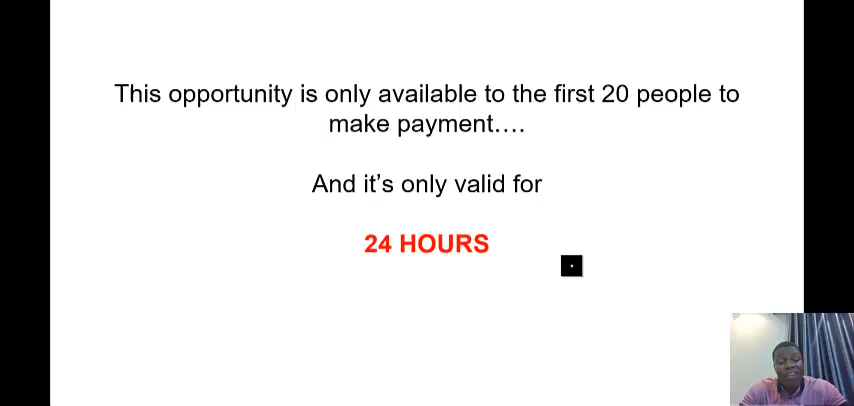 This opportunity is only available to the first 20 people to
make payment….
And it’s only valid for
24 HOURS